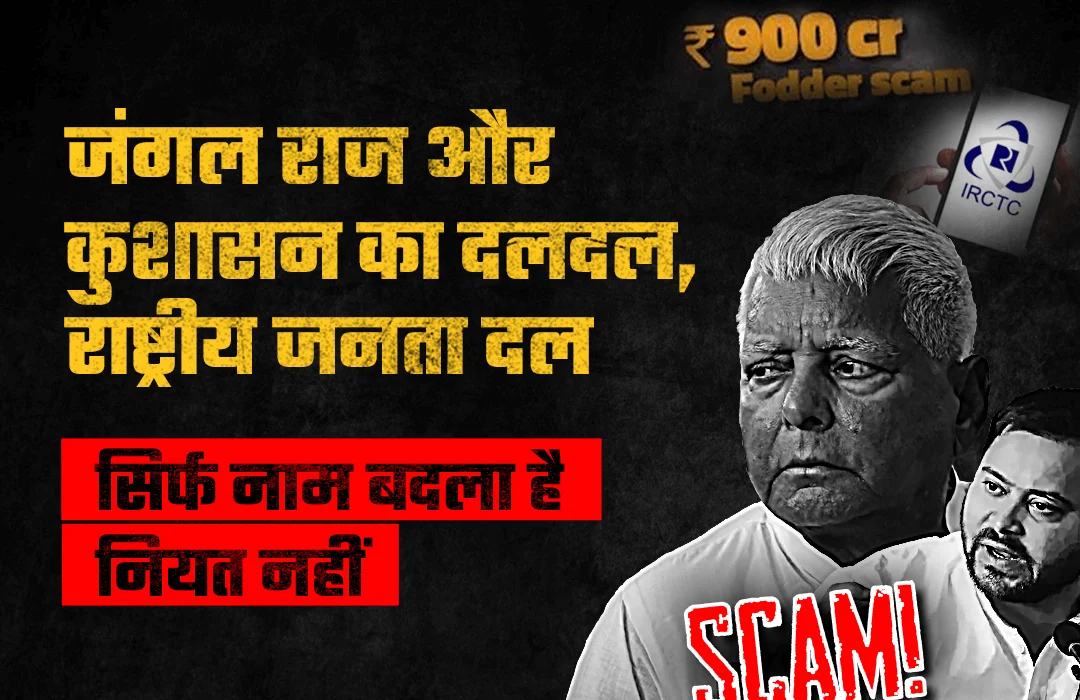 ₹ 900 cr
Fodder scam
IRCTC
जंगल राज और
कुशासन का दलदल,
राष्ट्रीय जनता दल
सिर्फ नाम बदला है
नियत नहीं
SCAM!